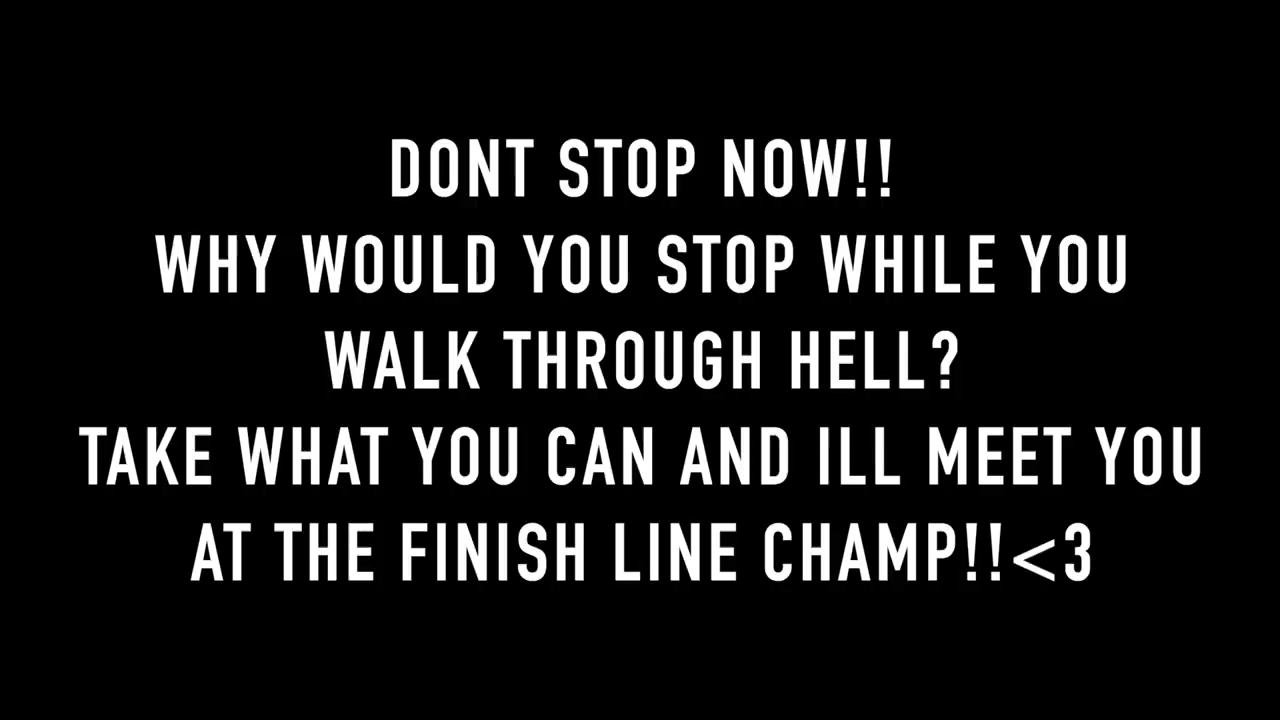 DONT STOP NOW!!
WHY WOULD YOU STOP WHILE YOU
WALK THROUGH HELL?
TAKE WHAT YOU CAN AND ILL MEET YOU
AT THE FINISH LINE CHAMP!!<3